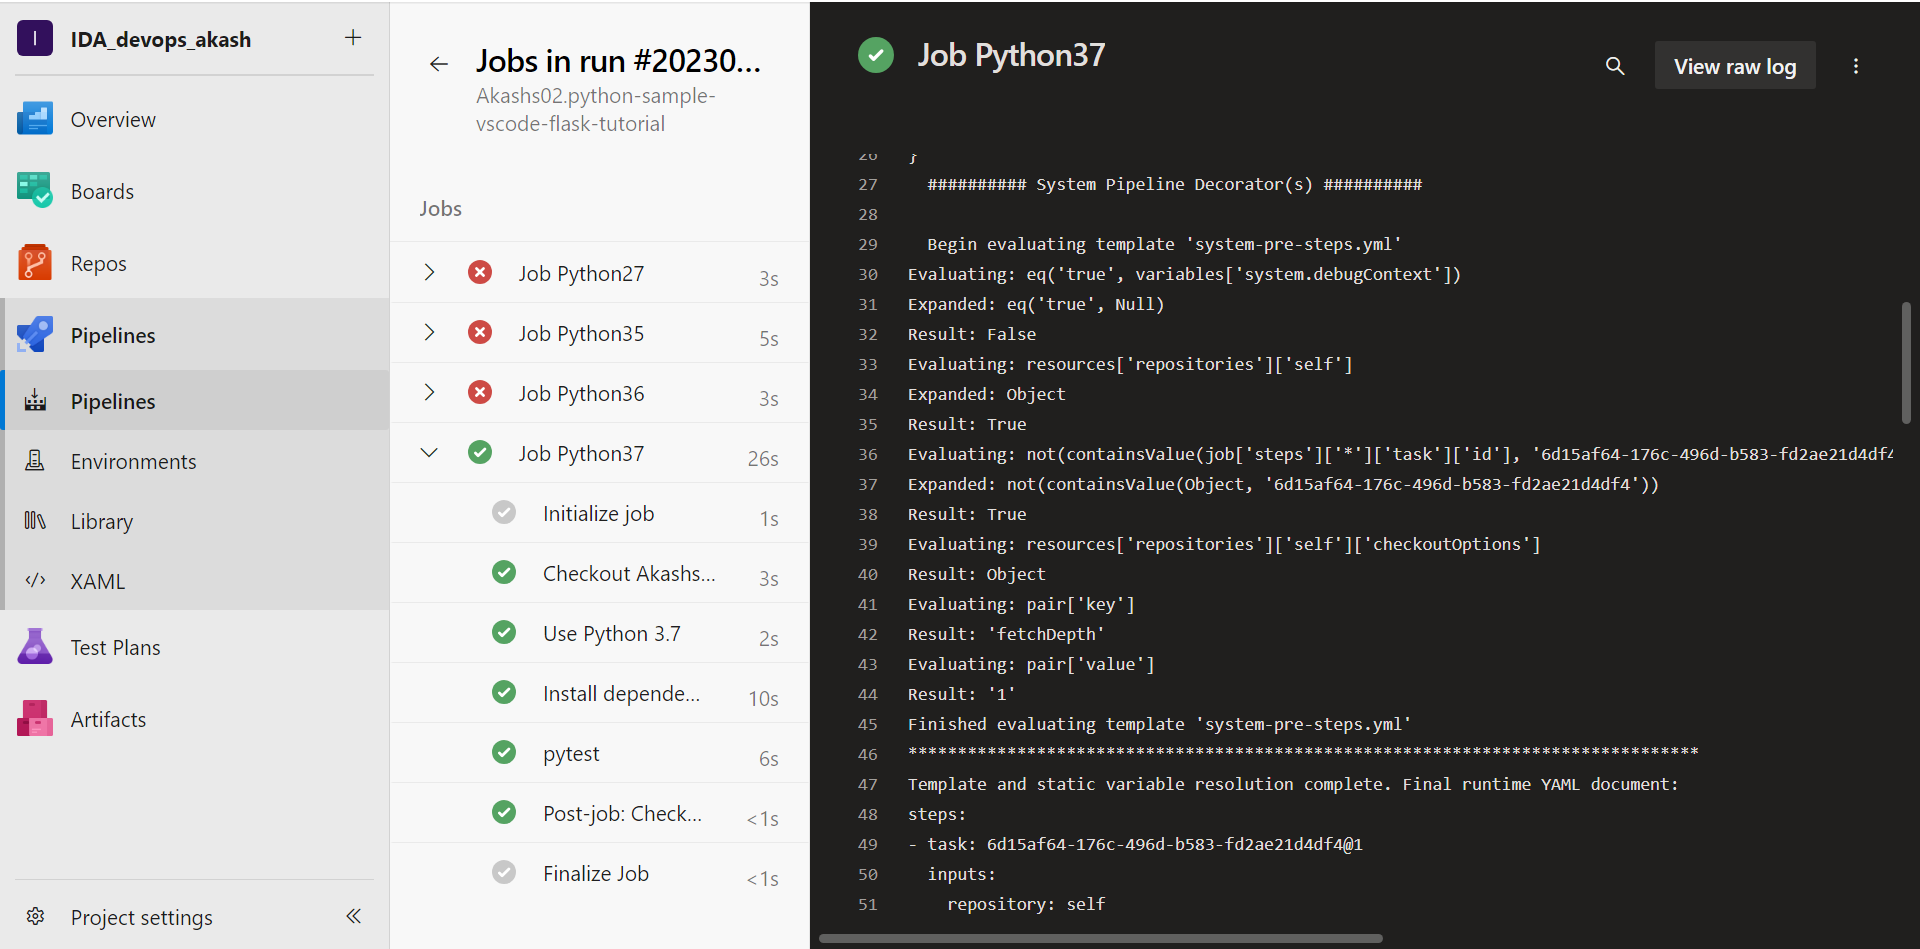 I IDA_devops_akash +
Overview
Boards
Repos
Pipelines
Pipelines
Environments
Library
XAML
Test Plans
Artifacts
Project settings
Jobs in run #20230...
Akashs02.python-sample-
vscode-flask-tutorial
Jobs
Job Python27 3s
Job Python35 5s
Job Python36 3s
Job Python37 26s
Initialize job 1s
Checkout Akashs... 3s
Use Python 3.7 2s
Install depende... 10s
pytest 6s
Post-job: Check... <1s
Finalize Job <1s
Job Python37
View raw log
26 }
27 ########## System Pipeline Decorator(s) ##########
28
29 Begin evaluating template 'system-pre-steps.yml'
30 Evaluating: eq('true', variables['system.debugContext'])
31 Expanded: eq('true', Null)
32 Result: False
33 Evaluating: resources['repositories']['self']
34 Expanded: Object
35 Result: True
36 Evaluating: not(containsValue(job['steps']['*']['task']['id'], '6d15af64-176c-496d-b583-fd2ae21d4df4
37 Expanded: not(containsValue(Object, '6d15af64-176c-496d-b583-fd2ae21d4df4'))
38 Result: True
39 Evaluating: resources['repositories']['self']['checkoutOptions']
40 Result: Object
41 Evaluating: pair['key']
42 Result: 'fetchDepth'
43 Evaluating: pair['value']
44 Result: '1'
45 Finished evaluating template 'system-pre-steps.yml'
46 ********************************************************************************
47 Template and static variable resolution complete. Final runtime YAML document:
48 steps:
49 - task: 6d15af64-176c-496d-b583-fd2ae21d4df4@1
50 inputs:
51 repository: self